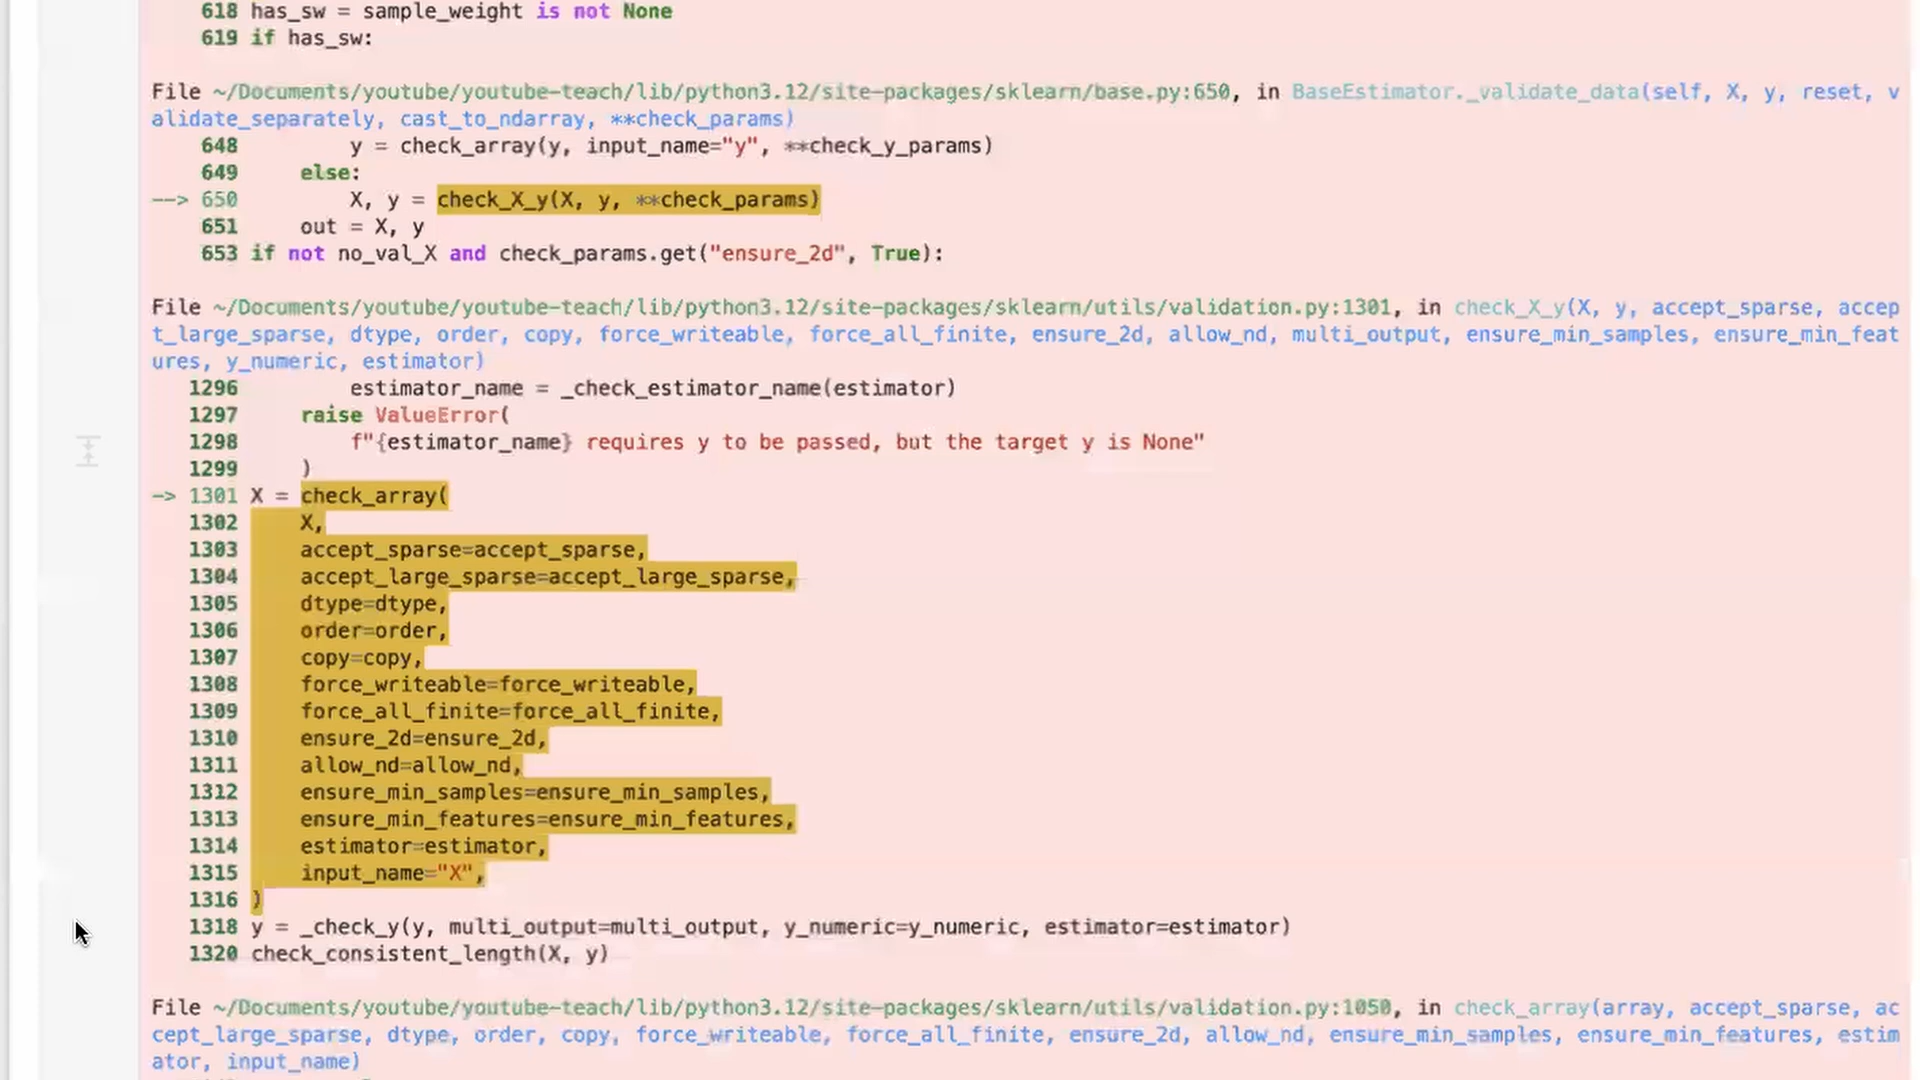 618 has_sw = sample_weight is not None
619 if has_sw:
File ~/Documents/youtube/youtube-teach/lib/python3.12/site-packages/sklearn/base.py:650, in BaseEstimator._validate_data(self, X, y, reset, v
alidate_separately, cast_to_ndarray, **check_params)
648         y = check_array(y, input_name="y", **check_y_params)
649     else:
--> 650         X, y = check_X_y(X, y, **check_params)
651     out = X, y
653 if not no_val_X and check_params.get("ensure_2d", True):
File ~/Documents/youtube/youtube-teach/lib/python3.12/site-packages/sklearn/utils/validation.py:1301, in check_X_y(X, y, accept_sparse, accep
t_large_sparse, dtype, order, copy, force_writeable, force_all_finite, ensure_2d, allow_nd, multi_output, ensure_min_samples, ensure_min_feat
ures, y_numeric, estimator)
1296         estimator_name = _check_estimator_name(estimator)
1297     raise ValueError(
1298         f"{estimator_name} requires y to be passed, but the target y is None"
1299     )
-> 1301 X = check_array(
1302     X,
1303     accept_sparse=accept_sparse,
1304     accept_large_sparse=accept_large_sparse,
1305     dtype=dtype,
1306     order=order,
1307     copy=copy,
1308     force_writeable=force_writeable,
1309     force_all_finite=force_all_finite,
1310     ensure_2d=ensure_2d,
1311     allow_nd=allow_nd,
1312     ensure_min_samples=ensure_min_samples,
1313     ensure_min_features=ensure_min_features,
1314     estimator=estimator,
1315     input_name="X",
1316 )
1318 y = _check_y(y, multi_output=multi_output, y_numeric=y_numeric, estimator=estimator)
1320 check_consistent_length(X, y)
File ~/Documents/youtube/youtube-teach/lib/python3.12/site-packages/sklearn/utils/validation.py:1050, in check_array(array, accept_sparse, ac
cept_large_sparse, dtype, order, copy, force_writeable, force_all_finite, ensure_2d, allow_nd, ensure_min_samples, ensure_min_features, estim
ator, input_name)